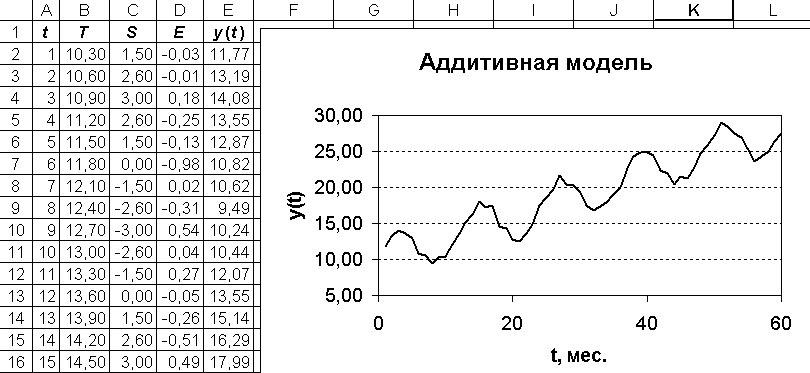 A B C D E F G H I J K L
1 t T S E y(t)
2 1 10,30 1,50 -0,03 11,77
3 2 10,60 2,60 -0,01 13,19
4 3 10,90 3,00 0,18 14,08
5 4 11,20 2,60 -0,25 13,55
6 5 11,50 1,50 -0,13 12,87
7 6 11,80 0,00 -0,98 10,82
8 7 12,10 -1,50 0,02 10,62
9 8 12,40 -2,60 -0,31 9,49
10 9 12,70 -3,00 0,54 10,24
11 10 13,00 -2,60 0,04 10,44
12 11 13,30 -1,50 0,27 12,07
13 12 13,60 0,00 -0,05 13,55
14 13 13,90 1,50 -0,26 15,14
15 14 14,20 2,60 -0,51 16,29
16 15 14,50 3,00 0,49 17,99
Аддитивная модель
30,00
25,00
20,00
15,00
10,00
5,00
y(t)
0 20 40 60
t, мес.